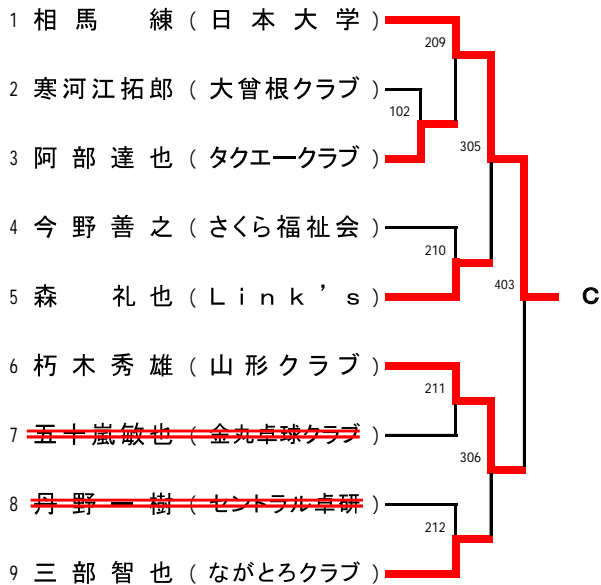 1 相馬 練 (日本大学)
209
2 寒河江拓郎 (大曽根クラブ)
102
3 阿部達也 (タクエークラブ)
305
4 今野善之 (さくら福祉会)
210
403
C
5 森 礼也 (Link's)
6 朽木秀雄 (山形クラブ)
211
7 五十嵐敏也 (金丸卓球クラブ)
306
8 丹野一樹 (セントラル卓研)
212
9 三部智也 (ながとろクラブ)